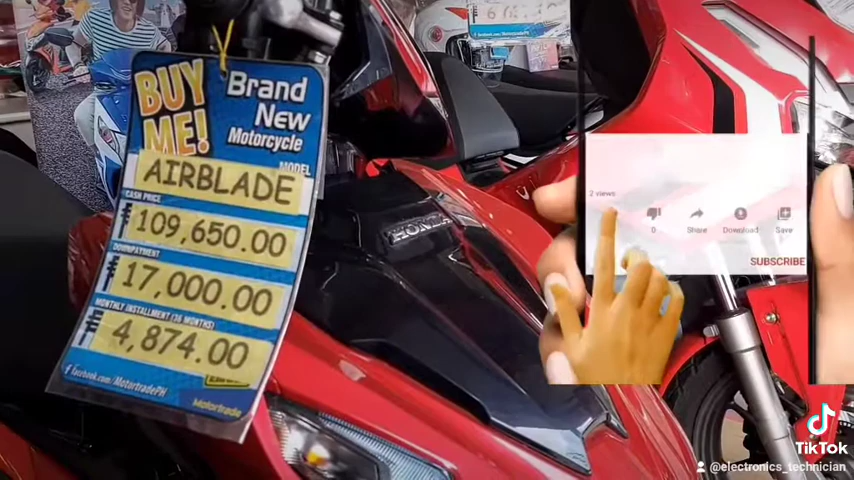 BUY ME!
Brand New Motorcycle
MODEL
AIRBLADE
CASH PRICE
109,650.00
DOWNPAYMENT
17,000.00
MONTHLY INSTALLMENT (36 MONTHS)
4,874.00
facebook.com/MotortradePH
Motortrade
HONDA
2 views
0
Share
Download
Save
SUBSCRIBE
TikTok
@electronics_technician